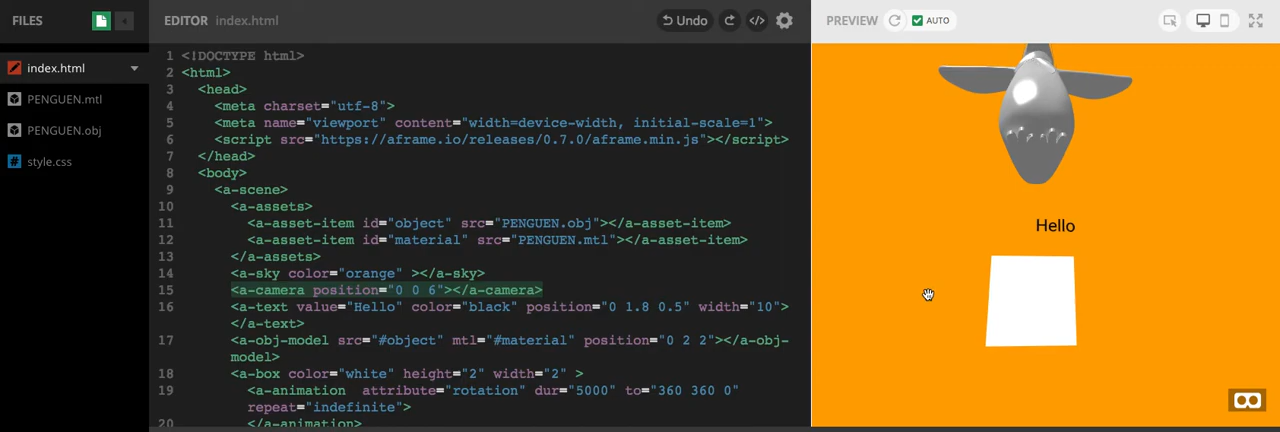 FILES
index.html
PENGUEN.mtl
PENGUEN.obj
# style.css
EDITOR index.html
Undo
</>
1 <!DOCTYPE html>
2 <html>
3 <head>
4 <meta charset="utf-8">
5 <meta name="viewport" content="width=device-width, initial-scale=1">
6 <script src="https://aframe.io/releases/0.7.0/aframe.min.js"></script>
7 </head>
8 <body>
9 <a-scene>
10 <a-assets>
11 <a-asset-item id="object" src="PENGUEN.obj"></a-asset-item>
12 <a-asset-item id="material" src="PENGUEN.mtl"></a-asset-item>
13 </a-assets>
14 <a-sky color="orange" ></a-sky>
15 <a-camera position="0 0 6"></a-camera>
16 <a-text value="Hello" color="black" position="0 1.8 0.5" width="10">
</a-text>
17 <a-obj-model src="#object" mtl="#material" position="0 2 2"></a-obj-
model>
18 <a-box color="white" height="2" width="2" >
19 <a-animation attribute="rotation" dur="5000" to="360 360 0"
repeat="indefinite">
20 </a-animation>
PREVIEW
AUTO
Hello